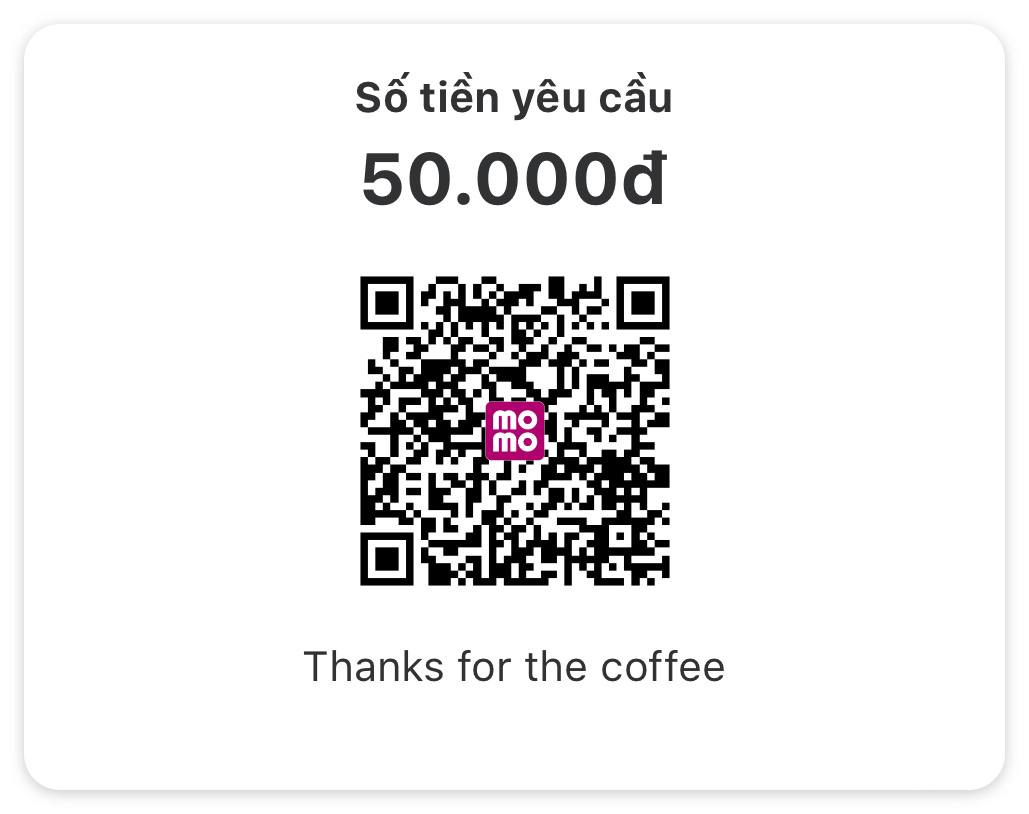 Số tiền yêu cầu
50.000đ
mo
mo
Thanks for the coffee